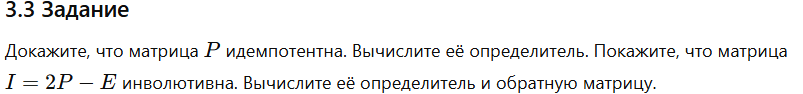 3.3 Задание
Докажите, что матрица P идемпотентна. Вычислите её определитель. Покажите, что матрица
I = 2P − E инволютивна. Вычислите её определитель и обратную матрицу.